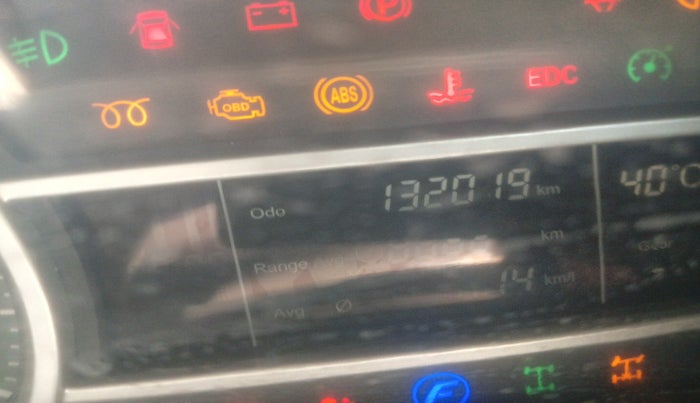 P
OBD
ABS
EDC
Odo 132019 km 40°C
km
Range
14 km/l
Avg Ø
F